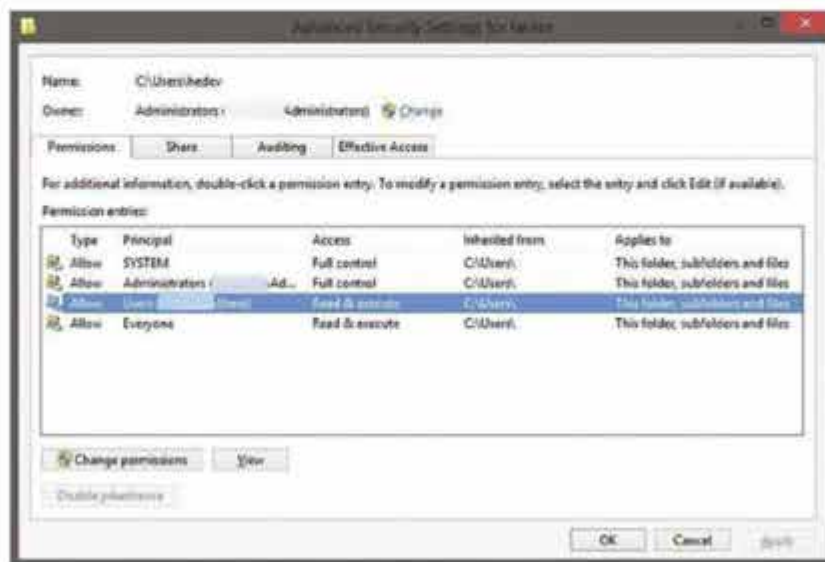 Advanced Security Settings for
Name: C:\Users\hedev
Owner: Administrators ( Administrators) Change
Permissions Share Auditing Effective Access
For additional information, double-click a permission entry. To modify a permission entry, select the entry and click Edit (if available).
Permission entries:
Type Principal Access Inherited from Applies to
Allow SYSTEM Full control C:\Users\ This folder, subfolders and files
Allow Administrators ( \Ad... Full control C:\Users\ This folder, subfolders and files
Allow Users ( \Users) Read & execute C:\Users\ This folder, subfolders and files
Allow Everyone Read & execute C:\Users\ This folder, subfolders and files
Change permissions View
Disable inheritance
OK Cancel Apply